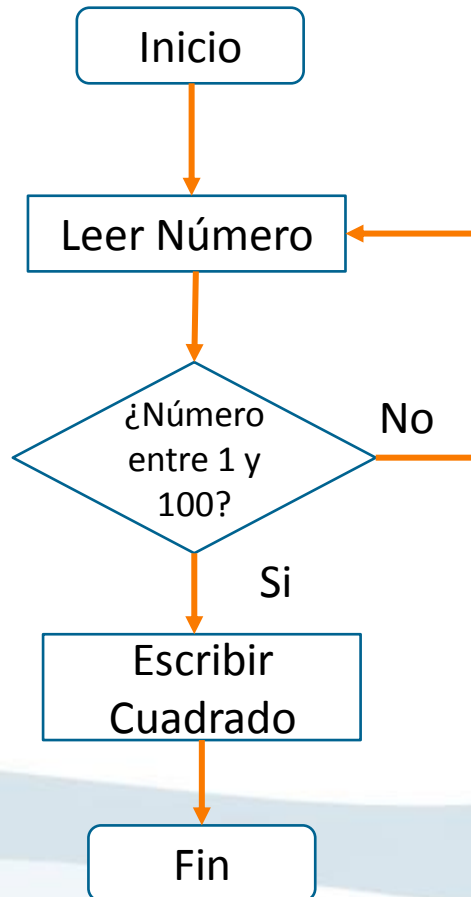 Inicio
Leer Número
¿Número
entre 1 y
100?
No
Si
Escribir
Cuadrado
Fin